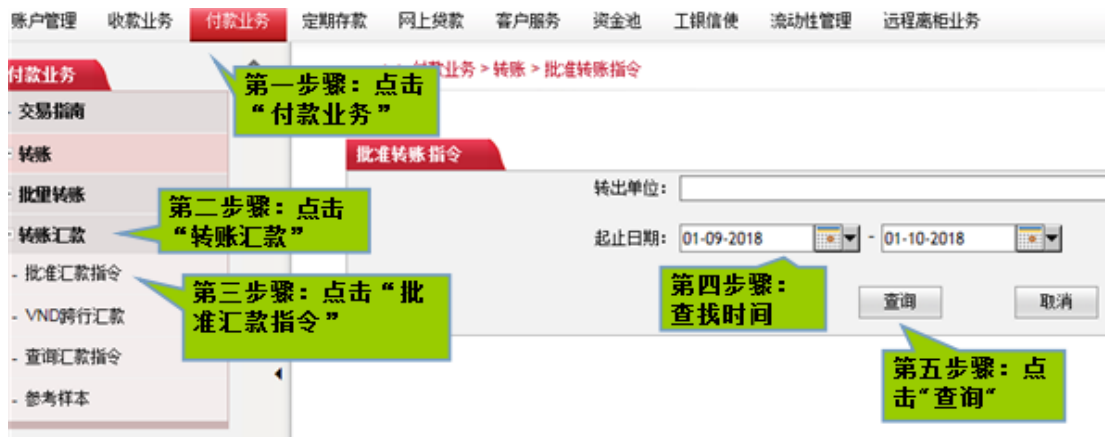 账户管理 收款业务 付款业务 定期存款 网上贷款 客户服务 资金池 工银信使 流动性管理 远程离柜业务
付款业务
付款业务 > 转账 > 批准转账指令
第一步骤：点击
“付款业务”
交易指南
转账
批准转账指令
批量转账
转出单位：
第二步骤：点击
“转账汇款”
转账汇款
起止日期： 01-09-2018 - 01-10-2018
- 批准汇款指令
第三步骤：点击“批
准汇款指令”
第四步骤：
查找时间
查询 取消
- VND跨行汇款
- 查询汇款指令
第五步骤：点
击“查询“
- 参考样本